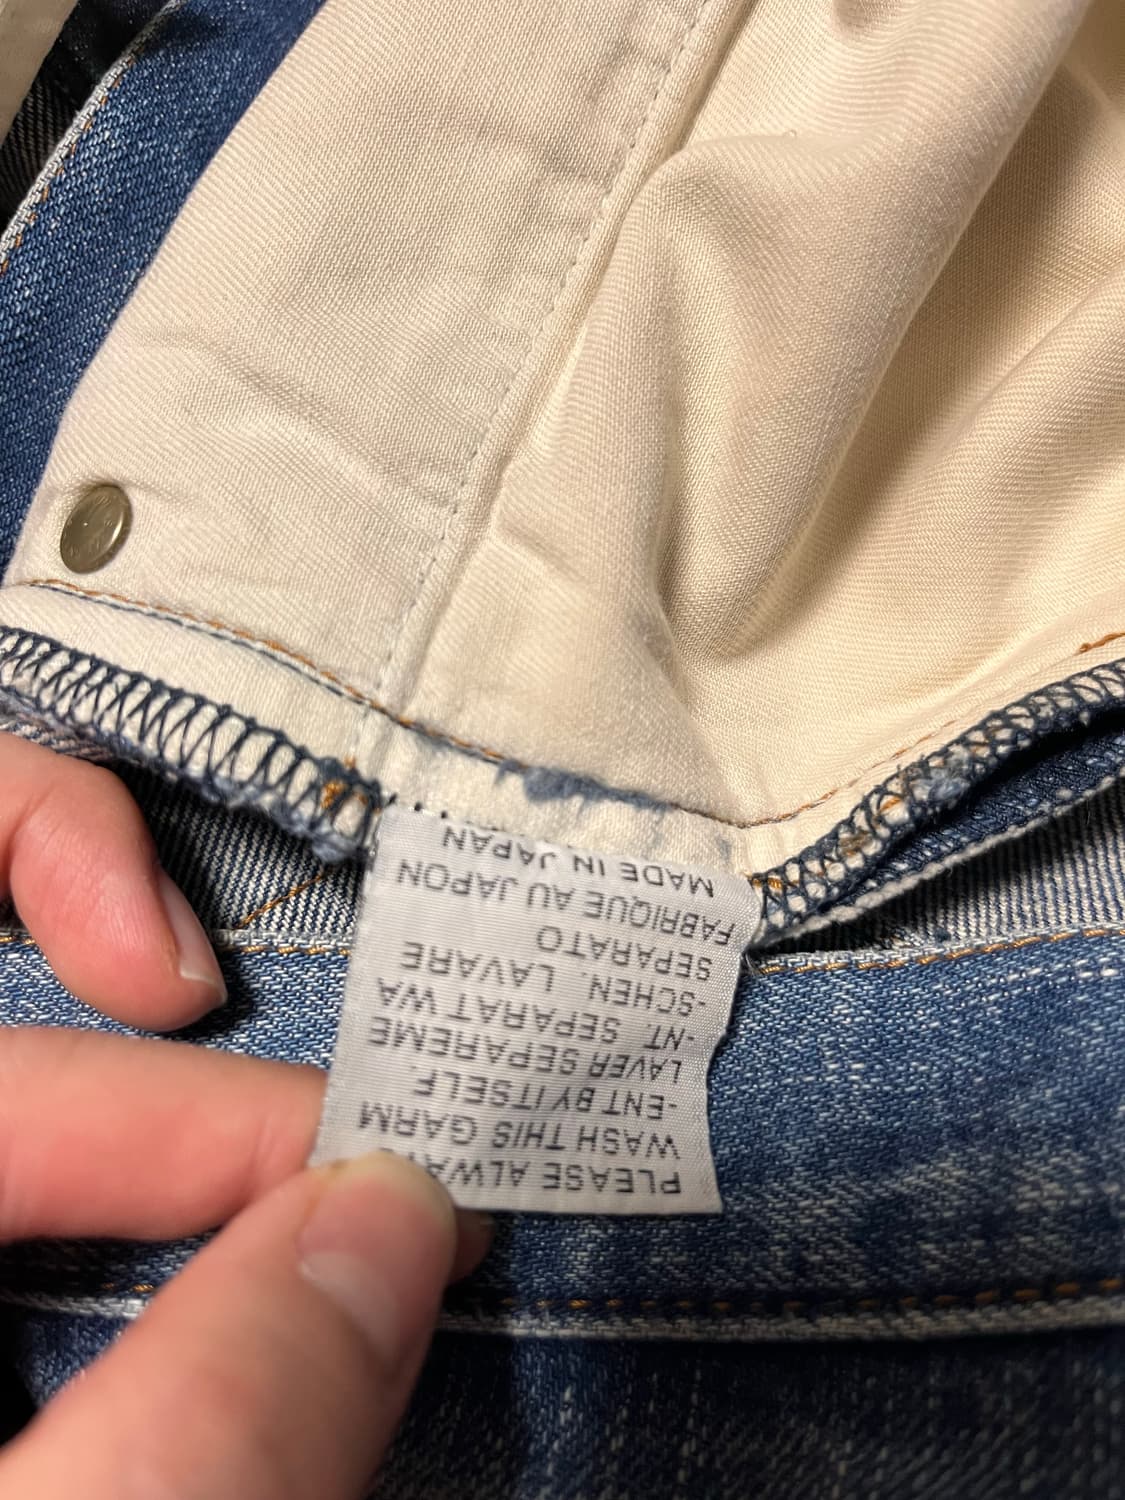 PLEASE ALWAYS
WASH THIS GARM
-ENT BY ITSELF.
LAVER SEPAREME
-NT. SEPARAT WA
-SCHEN. LAVARE
SEPARATO
FABRIQUE AU JAPON
MADE IN JAPAN